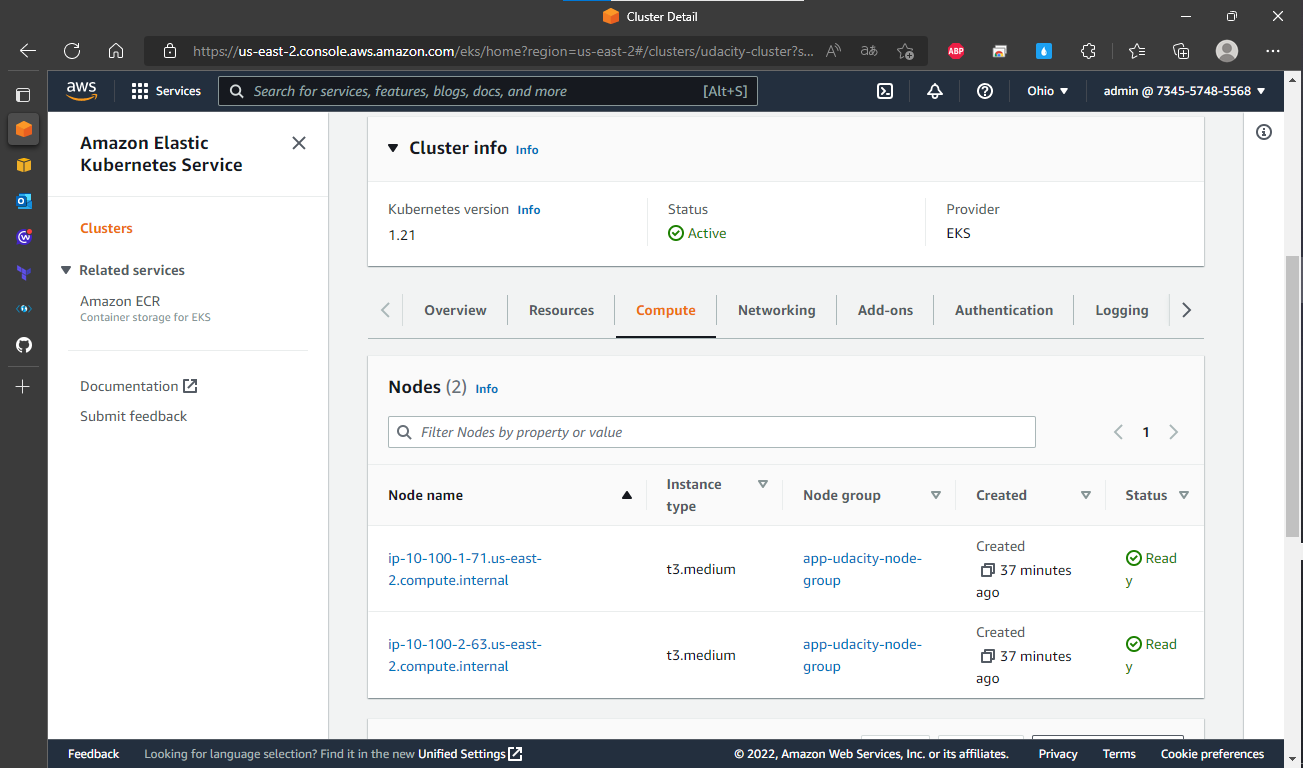 Cluster Detail
https://us-east-2.console.aws.amazon.com/eks/home?region=us-east-2#/clusters/udacity-cluster?s...
ABP
aws
Services
Search for services, features, blogs, docs, and more
[Alt+S]
Ohio
admin @ 7345-5748-5568
Amazon Elastic
Kubernetes Service
Clusters
Related services
Amazon ECR
Container storage for EKS
Documentation
Submit feedback
Cluster info Info
Kubernetes version Info
1.21
Status
Active
Provider
EKS
Overview
Resources
Compute
Networking
Add-ons
Authentication
Logging
Nodes (2) Info
Filter Nodes by property or value
1
Node name
Instance
type
Node group
Created
Status
ip-10-100-1-71.us-east-
2.compute.internal
t3.medium
app-udacity-node-
group
Created
37 minutes
ago
Read
y
ip-10-100-2-63.us-east-
2.compute.internal
t3.medium
app-udacity-node-
group
Created
37 minutes
ago
Read
y
Feedback
Looking for language selection? Find it in the new Unified Settings
© 2022, Amazon Web Services, Inc. or its affiliates.
Privacy
Terms
Cookie preferences